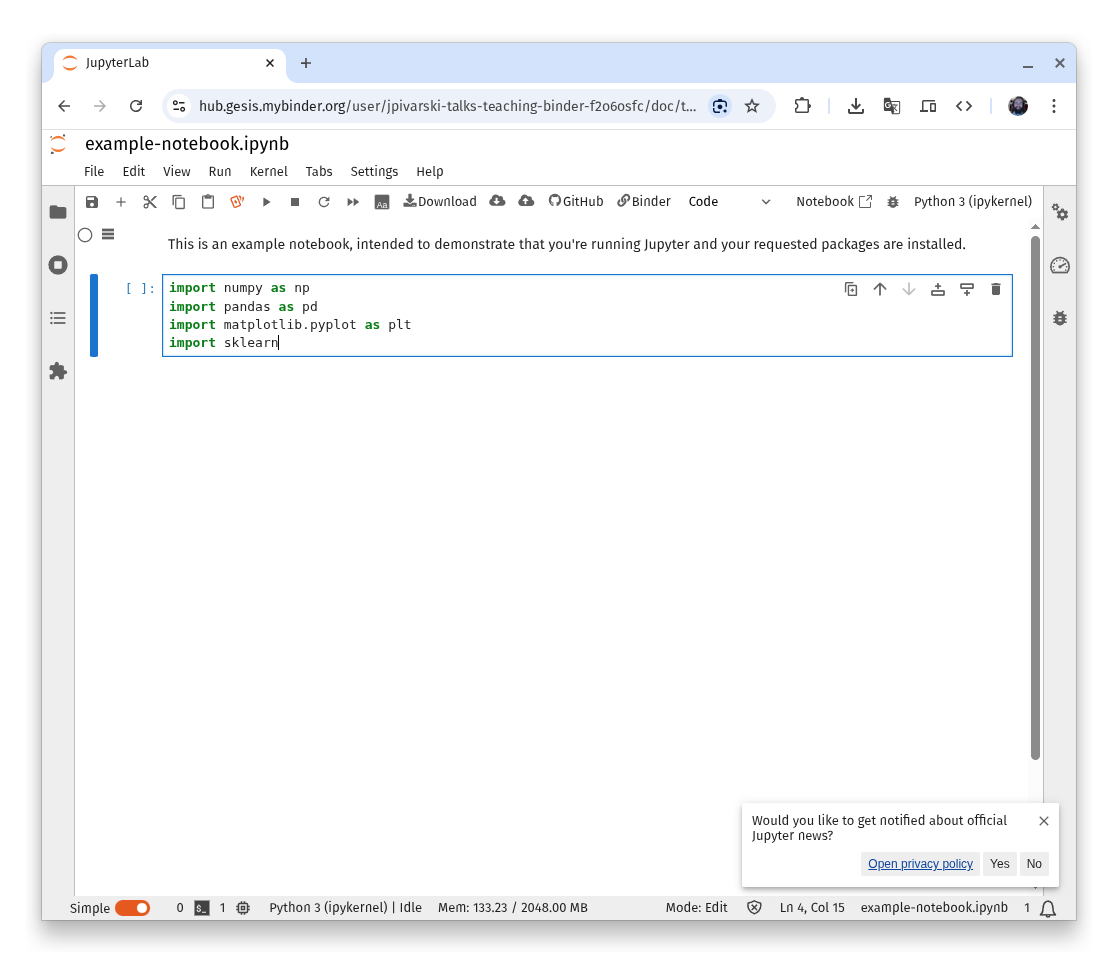 JupyterLab
hub.gesis.mybinder.org/user/jpivarski-talks-teaching-binder-f2o6osfc/doc/t...
example-notebook.ipynb
File Edit View Run Kernel Tabs Settings Help
Aa Download GitHub Binder Code Notebook Python 3 (ipykernel)
This is an example notebook, intended to demonstrate that you're running Jupyter and your requested packages are installed.
[ ]: import numpy as np
import pandas as pd
import matplotlib.pyplot as plt
import sklearn
Would you like to get notified about official
Jupyter news?
Open privacy policy Yes No
Simple 0 $_ 1 Python 3 (ipykernel) | Idle Mem: 133.23 / 2048.00 MB Mode: Edit Ln 4, Col 15 example-notebook.ipynb 1